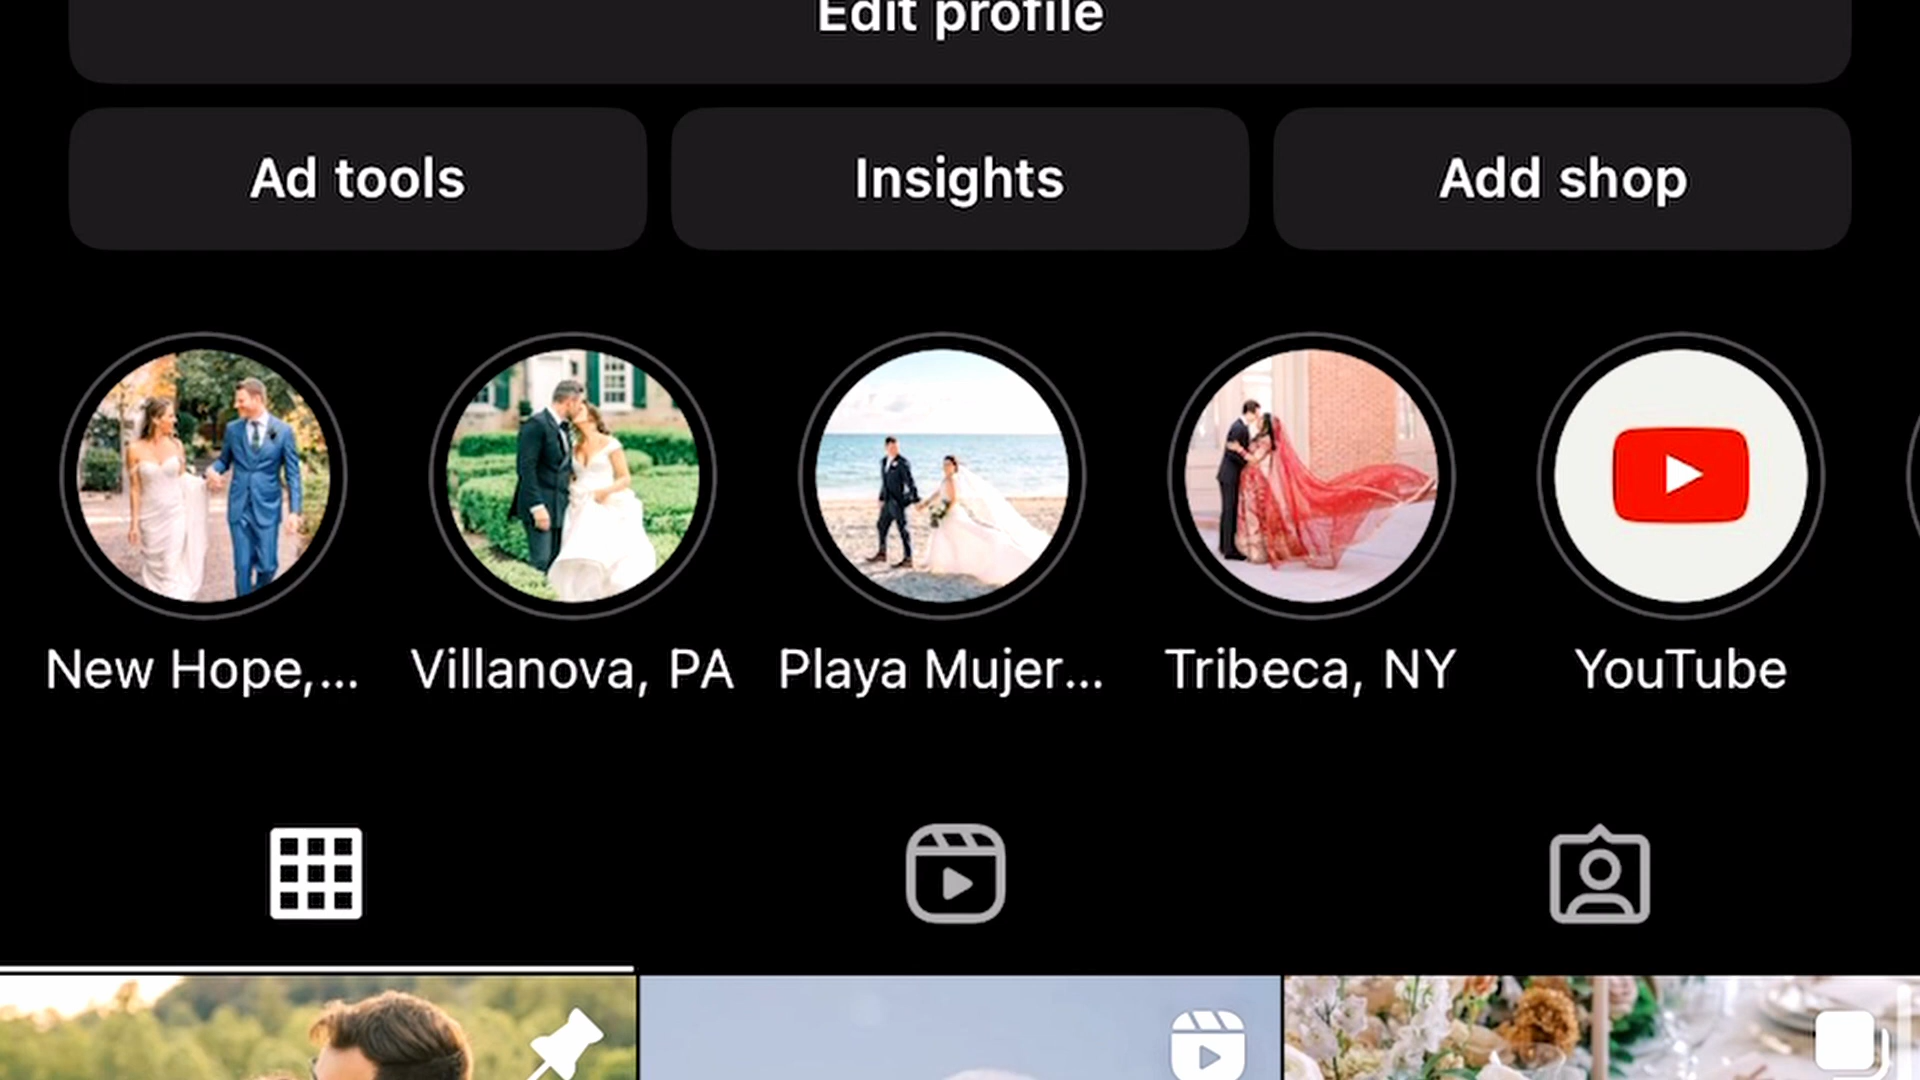 Edit profile
Ad tools
Insights
Add shop
New Hope,...
Villanova, PA
Playa Mujer...
Tribeca, NY
YouTube